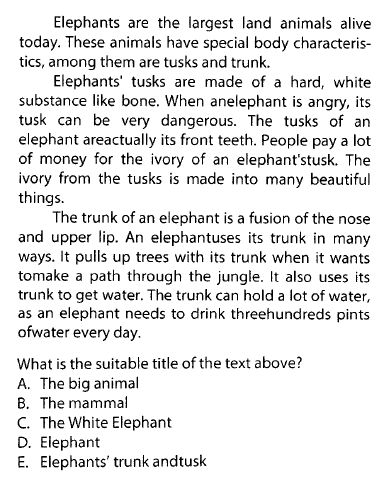 Elephants are the largest land animals alive
today. These animals have special body characteris-
tics, among them are tusks and trunk.
Elephants' tusks are made of a hard, white
substance like bone. When anelephant is angry, its
tusk can be very dangerous. The tusks of an
elephant areactually its front teeth. People pay a lot
of money for the ivory of an elephant'stusk. The
ivory from the tusks is made into many beautiful
things.
The trunk of an elephant is a fusion of the nose
and upper lip. An elephantuses its trunk in many
ways. It pulls up trees with its trunk when it wants
tomake a path through the jungle. It also uses its
trunk to get water. The trunk can hold a lot of water,
as an elephant needs to drink threehundreds pints
ofwater every day.
What is the suitable title of the text above?
A. The big animal
B. The mammal
C. The White Elephant
D. Elephant
E. Elephants' trunk andtusk